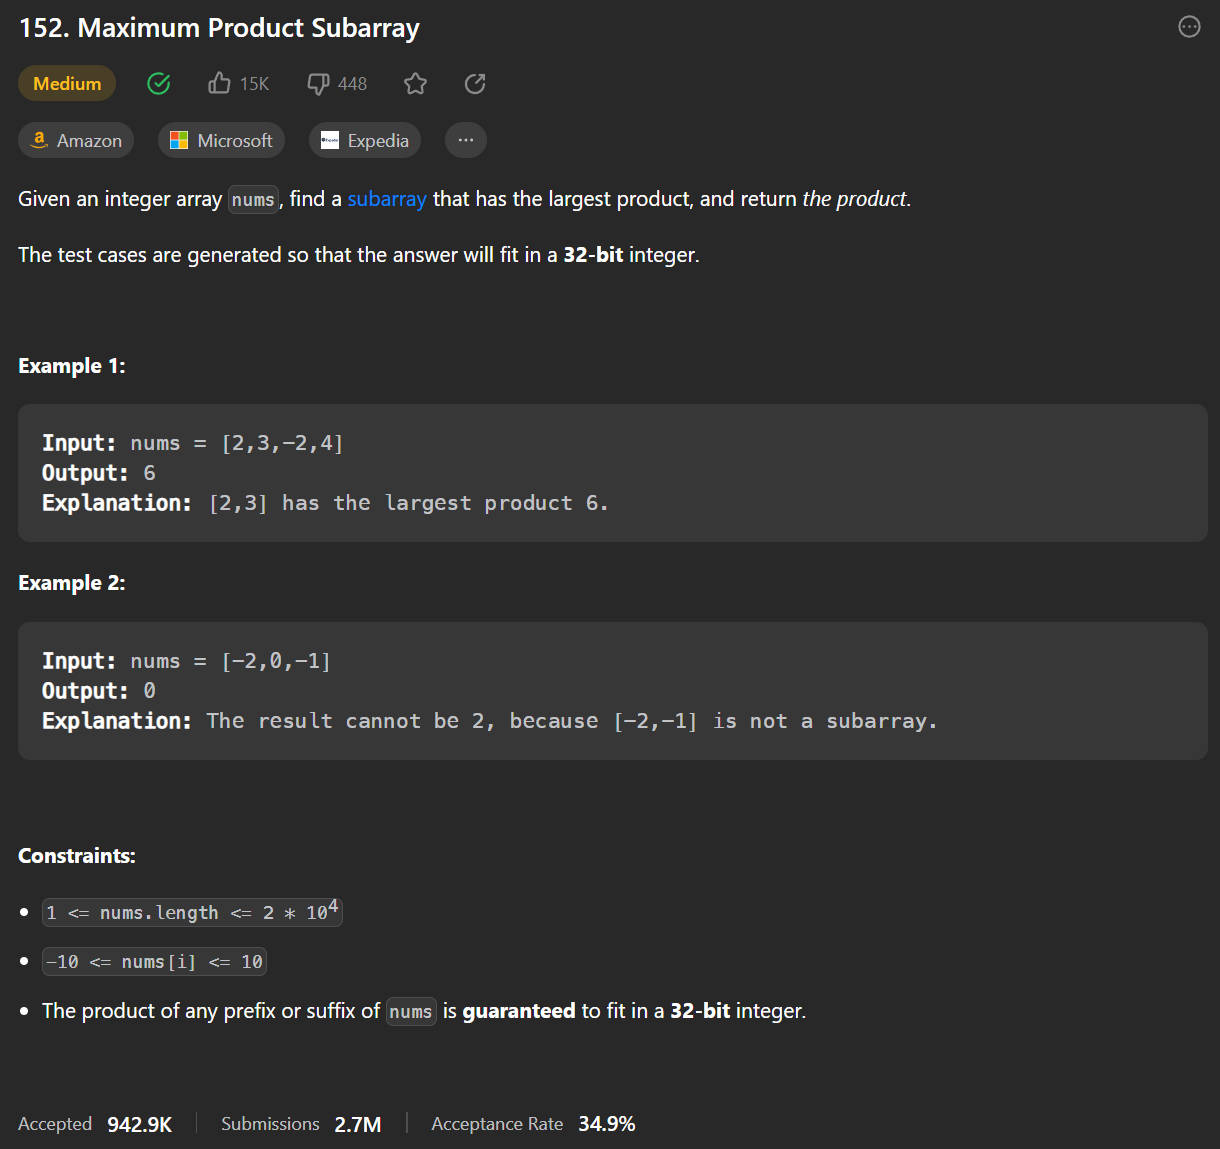 152. Maximum Product Subarray
Medium 15K 448
Amazon Microsoft Expedia ...
Given an integer array nums, find a subarray that has the largest product, and return the product.
The test cases are generated so that the answer will fit in a 32-bit integer.
Example 1:
Input: nums = [2,3,-2,4]
Output: 6
Explanation: [2,3] has the largest product 6.
Example 2:
Input: nums = [-2,0,-1]
Output: 0
Explanation: The result cannot be 2, because [-2,-1] is not a subarray.
Constraints:
• 1 <= nums.length <= 2 * 10⁴
• -10 <= nums[i] <= 10
• The product of any prefix or suffix of nums is guaranteed to fit in a 32-bit integer.
Accepted 942.9K | Submissions 2.7M | Acceptance Rate 34.9%